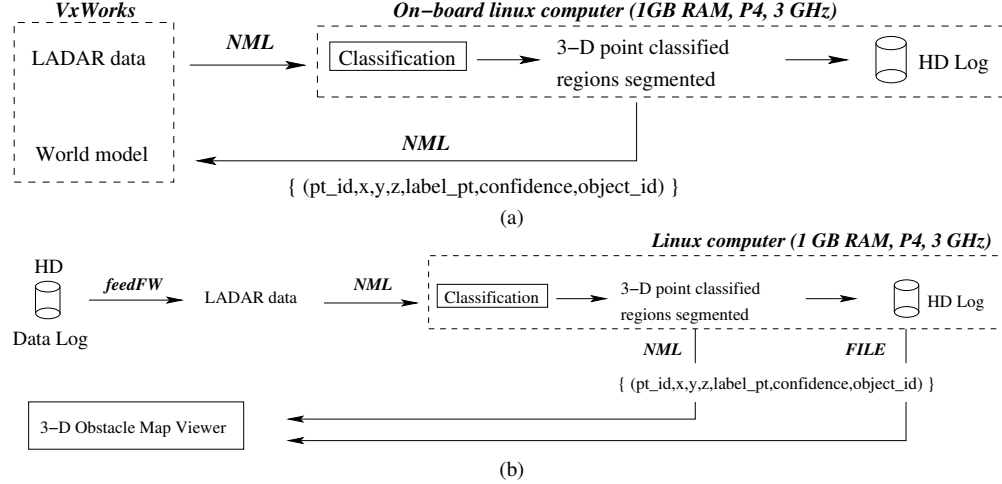 VxWorks
On-board linux computer (1GB RAM, P4, 3 GHz)
LADAR data
NML
Classification
3-D point classified
regions segmented
HD Log
World model
NML
{ (pt_id,x,y,z,label_pt,confidence,object_id) }
(a)
Linux computer (1 GB RAM, P4, 3 GHz)
HD
feedFW
LADAR data
NML
Classification
3-D point classified
regions segmented
HD Log
Data Log
NML
FILE
{ (pt_id,x,y,z,label_pt,confidence,object_id) }
3-D Obstacle Map Viewer
(b)